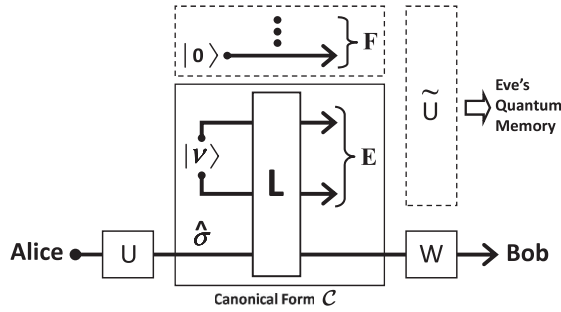 |0⟩
⋮
F
Ũ
Eve's
Quantum
Memory
|ν⟩
L
E
Alice
U
σ̂
W
Bob
Canonical Form 𝒞